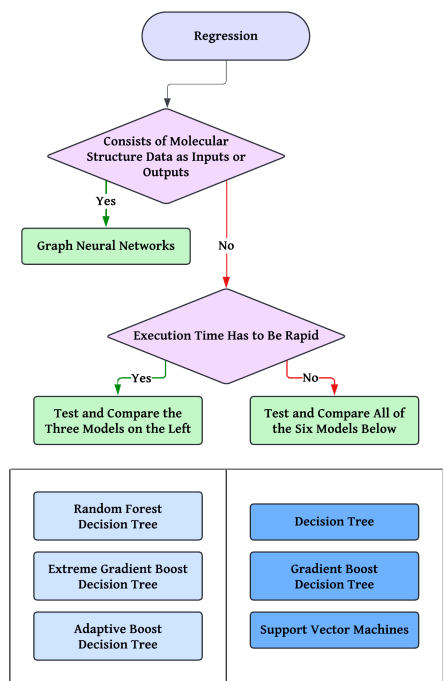 Regression
Consists of Molecular
Structure Data as Inputs or
Outputs
Yes
No
Graph Neural Networks
Execution Time Has to Be Rapid
Yes
No
Test and Compare the
Three Models on the Left
Test and Compare All of
the Six Models Below
Random Forest
Decision Tree
Extreme Gradient Boost
Decision Tree
Adaptive Boost
Decision Tree
Decision Tree
Gradient Boost
Decision Tree
Support Vector Machines